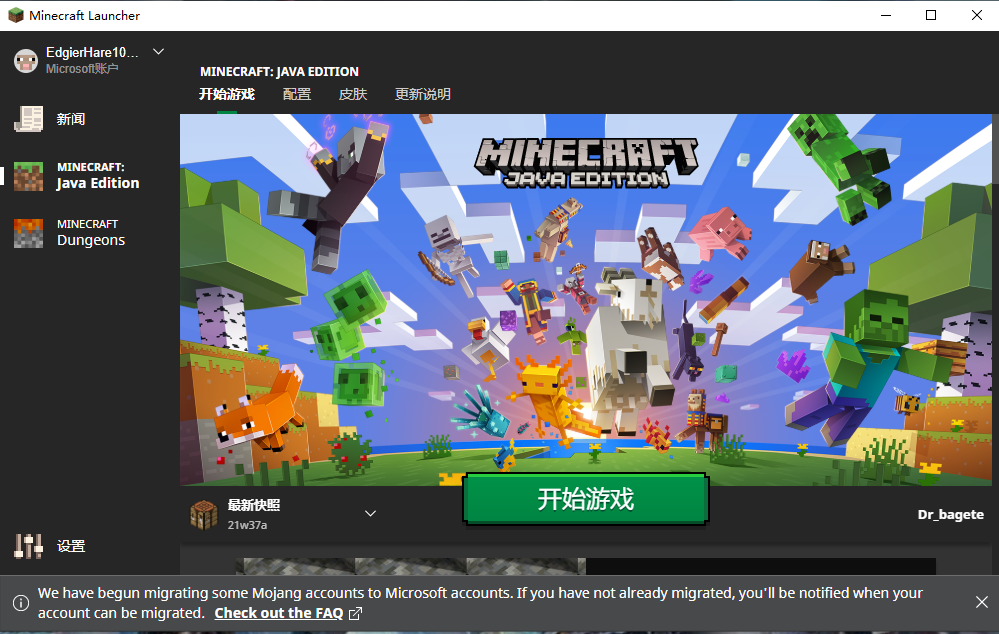 Minecraft Launcher
EdgierHare10...
Microsoft账户
新闻
MINECRAFT:
Java Edition
MINECRAFT
Dungeons
设置
MINECRAFT: JAVA EDITION
开始游戏 配置 皮肤 更新说明
MINECRAFT
JAVA EDITION
最新快照
21w37a
开始游戏
Dr_bagete
We have begun migrating some Mojang accounts to Microsoft accounts. If you have not already migrated, you'll be notified when your
account can be migrated. Check out the FAQ